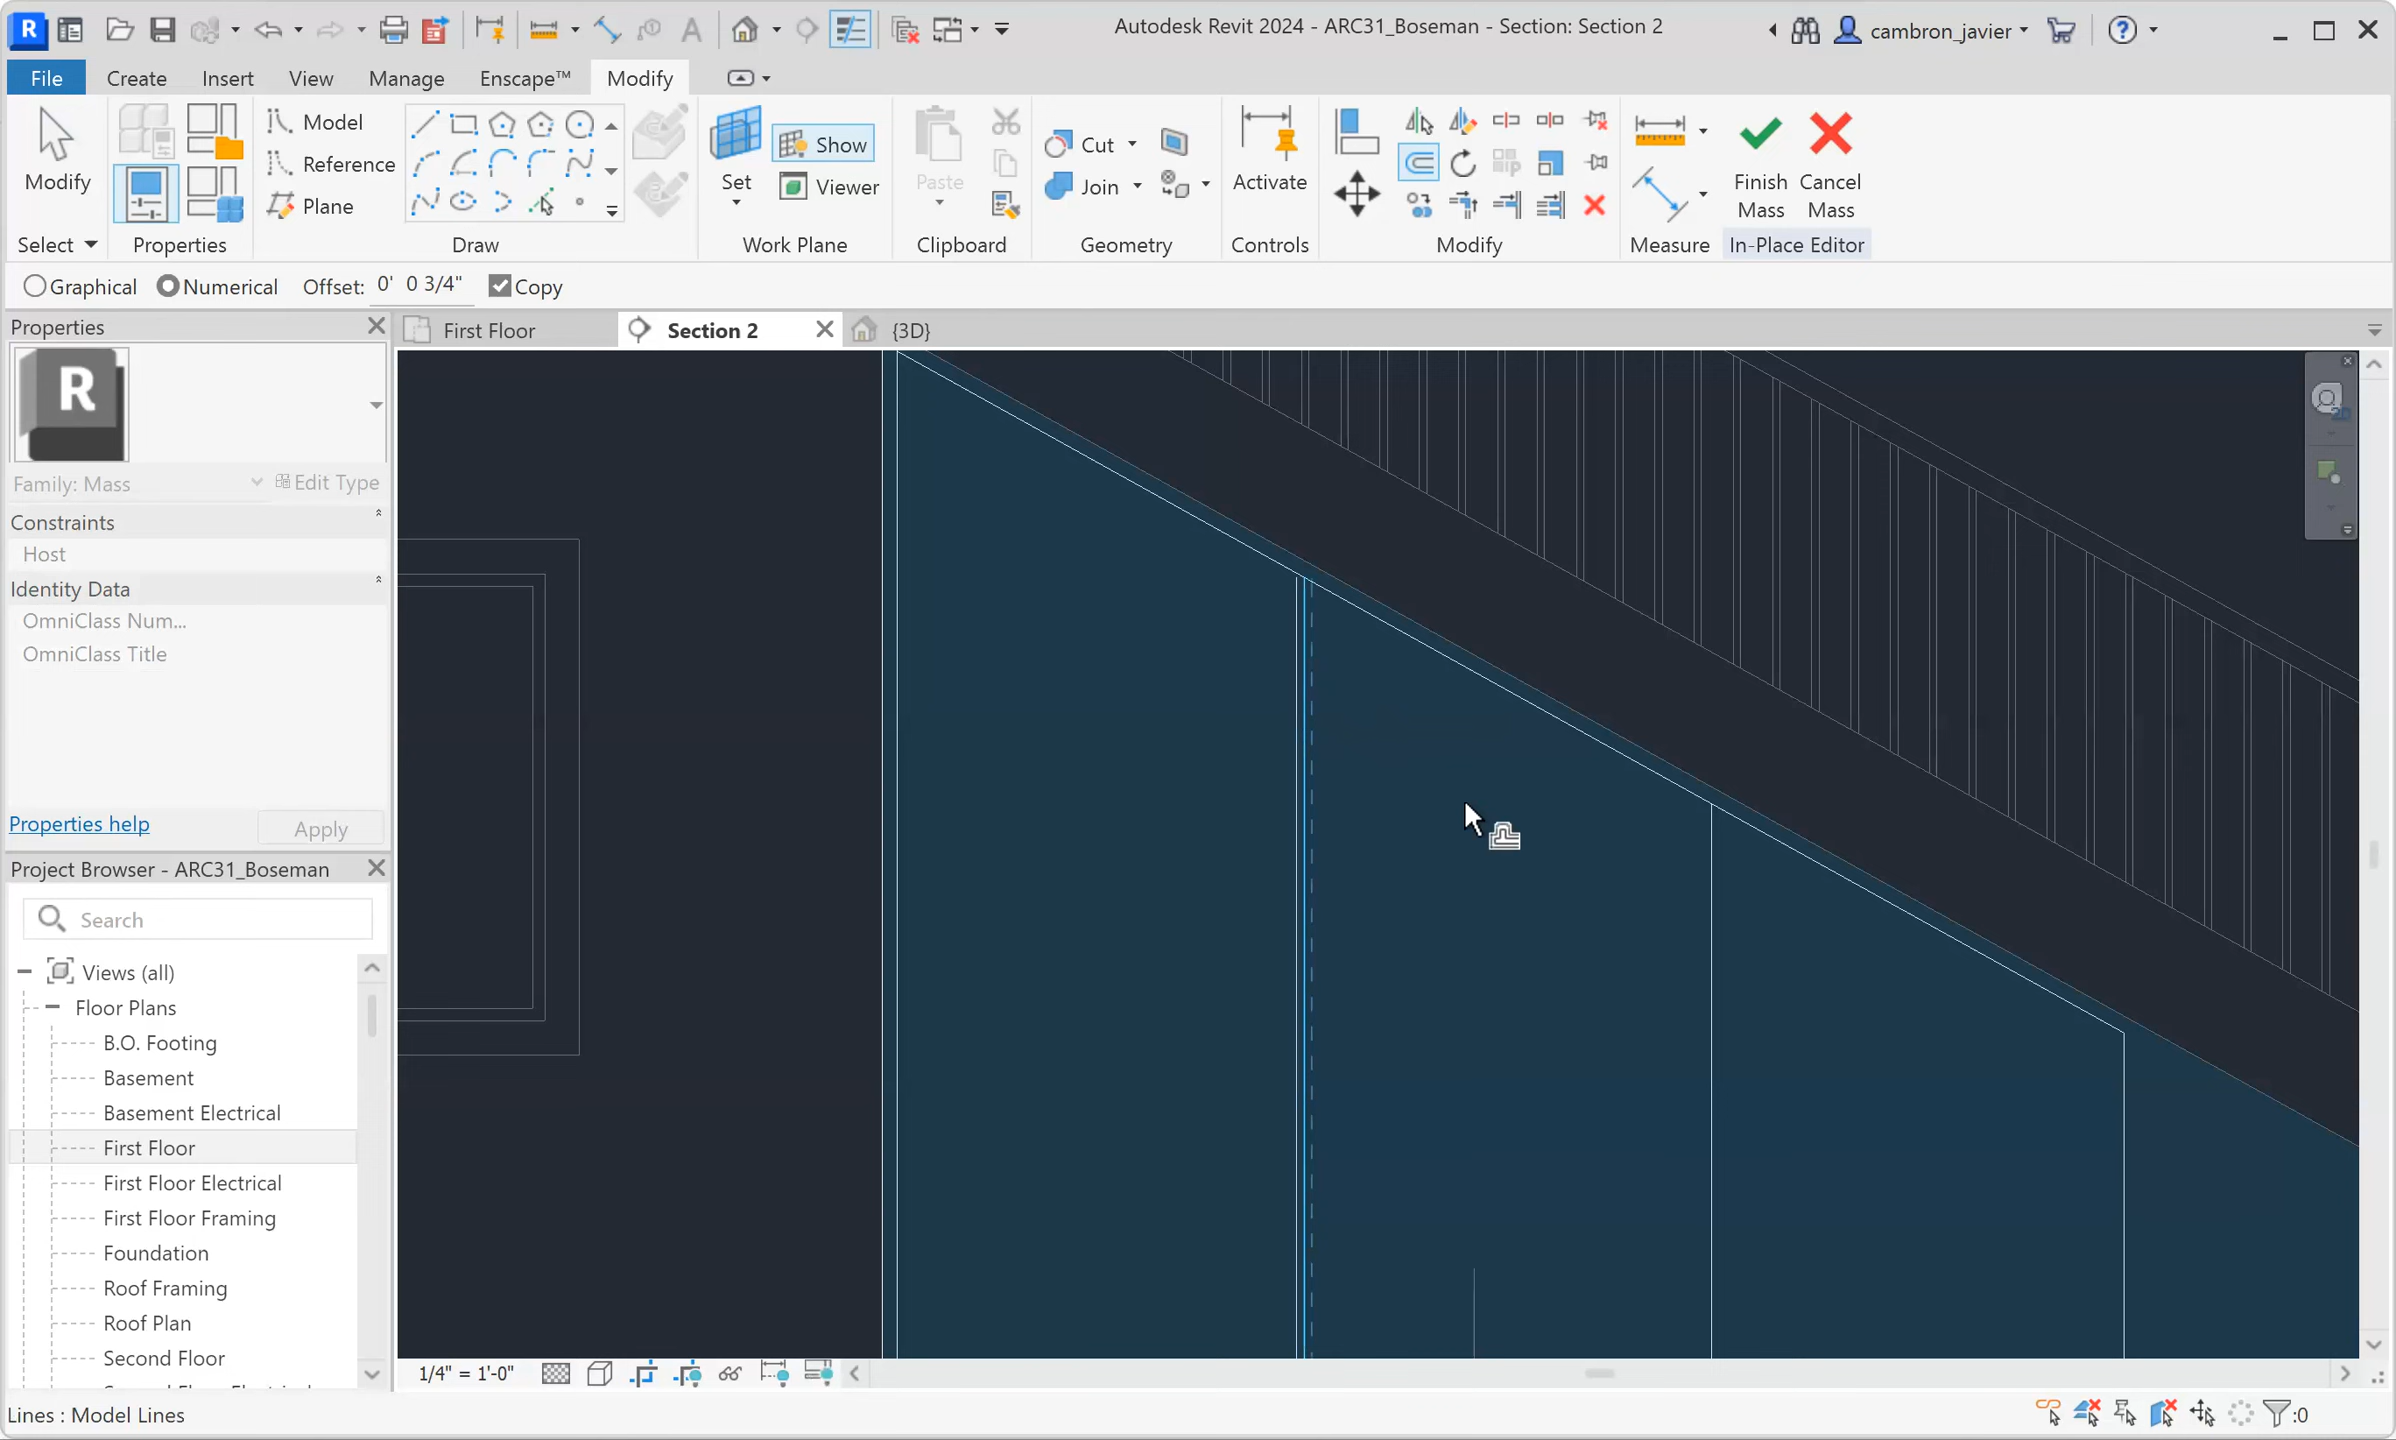 R
Autodesk Revit 2024 - ARC31_Boseman - Section: Section 2
cambron_javier
File
Create
Insert
View
Manage
Enscape™
Modify
Modify
Model
Reference
Plane
Set
Show
Viewer
Paste
Cut
Join
Activate
Finish Mass
Cancel Mass
Select
Properties
Draw
Work Plane
Clipboard
Geometry
Controls
Modify
Measure
In-Place Editor
Graphical
Numerical
Offset: 0' 0 3/4"
Copy
Properties
First Floor
Section 2
{3D}
R
Family: Mass
Edit Type
Constraints
Host
Identity Data
OmniClass Num...
OmniClass Title
Properties help
Apply
Project Browser - ARC31_Boseman
Search
Views (all)
Floor Plans
B.O. Footing
Basement
Basement Electrical
First Floor
First Floor Electrical
First Floor Framing
Foundation
Roof Framing
Roof Plan
Second Floor
1/4" = 1'-0"
Lines : Model Lines
:0